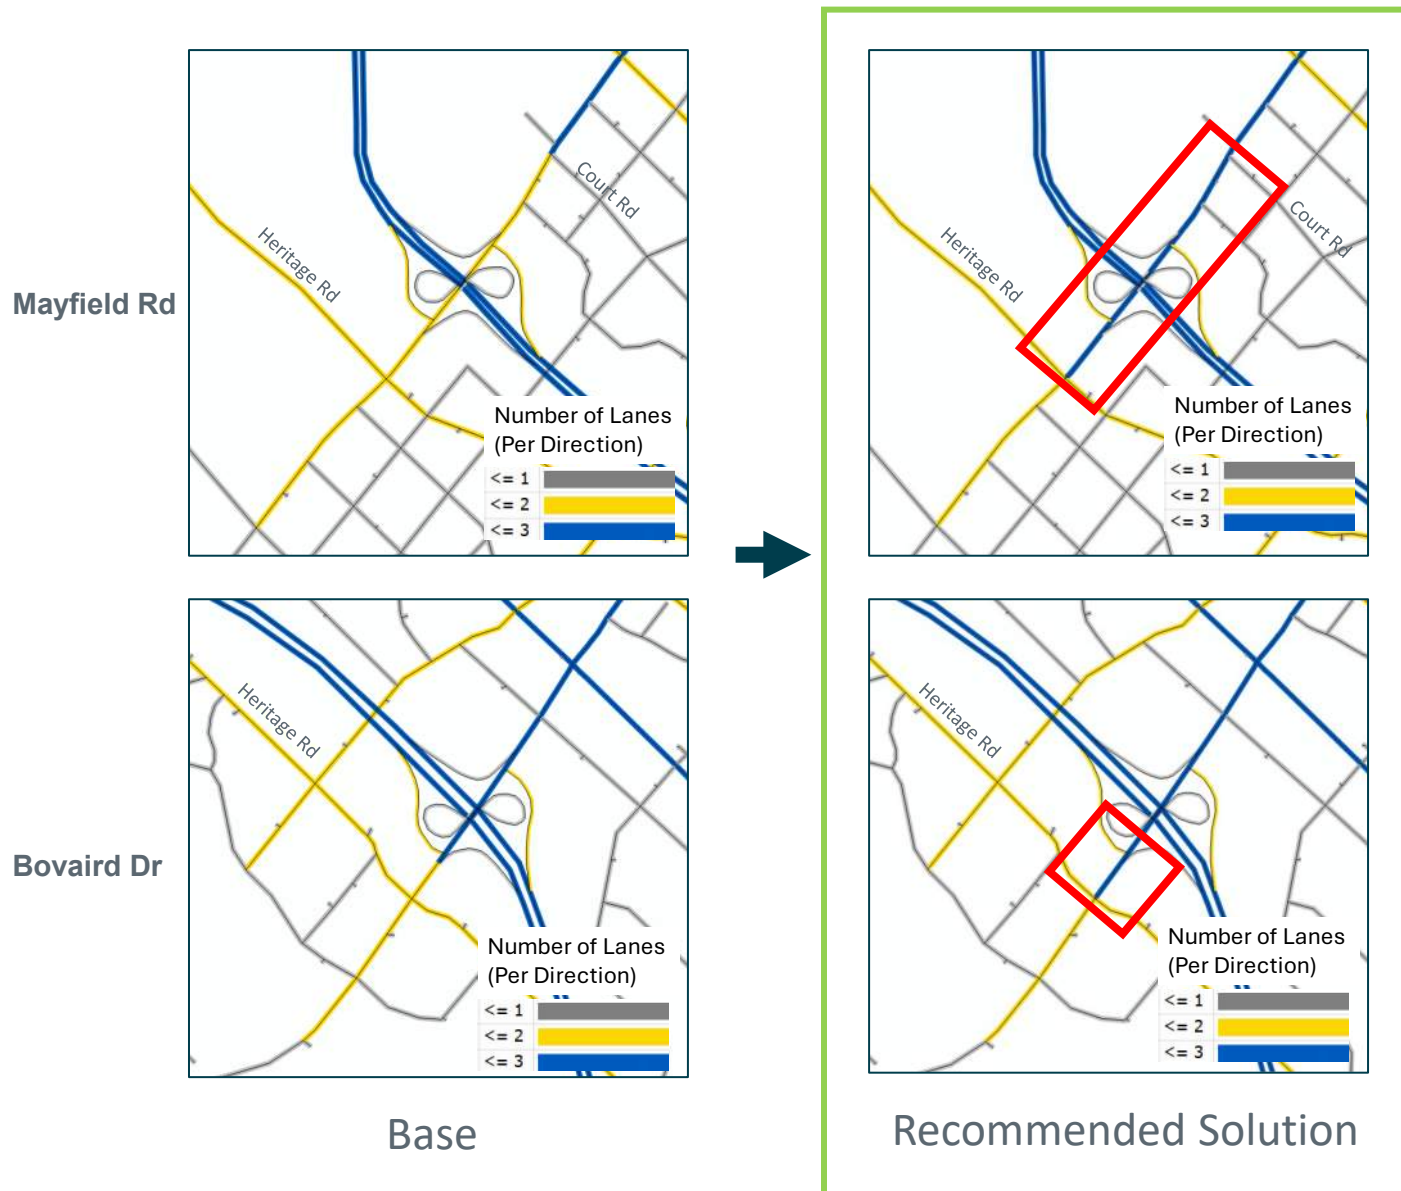 Mayfield Rd
Heritage Rd
Court Rd
Number of Lanes
(Per Direction)
<= 1
<= 2
<= 3
Heritage Rd
Court Rd
Number of Lanes
(Per Direction)
<= 1
<= 2
<= 3
Bovaird Dr
Heritage Rd
Number of Lanes
(Per Direction)
<= 1
<= 2
<= 3
Heritage Rd
Number of Lanes
(Per Direction)
<= 1
<= 2
<= 3
Base
Recommended Solution